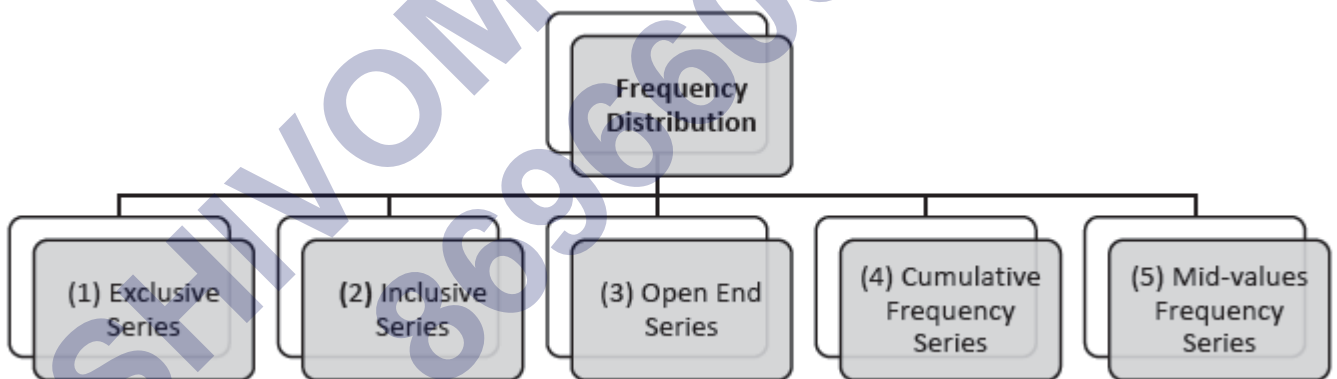 Frequency
Distribution
(1) Exclusive
Series
(2) Inclusive
Series
(3) Open End
Series
(4) Cumulative
Frequency
Series
(5) Mid-values
Frequency
Series
SHIVOM